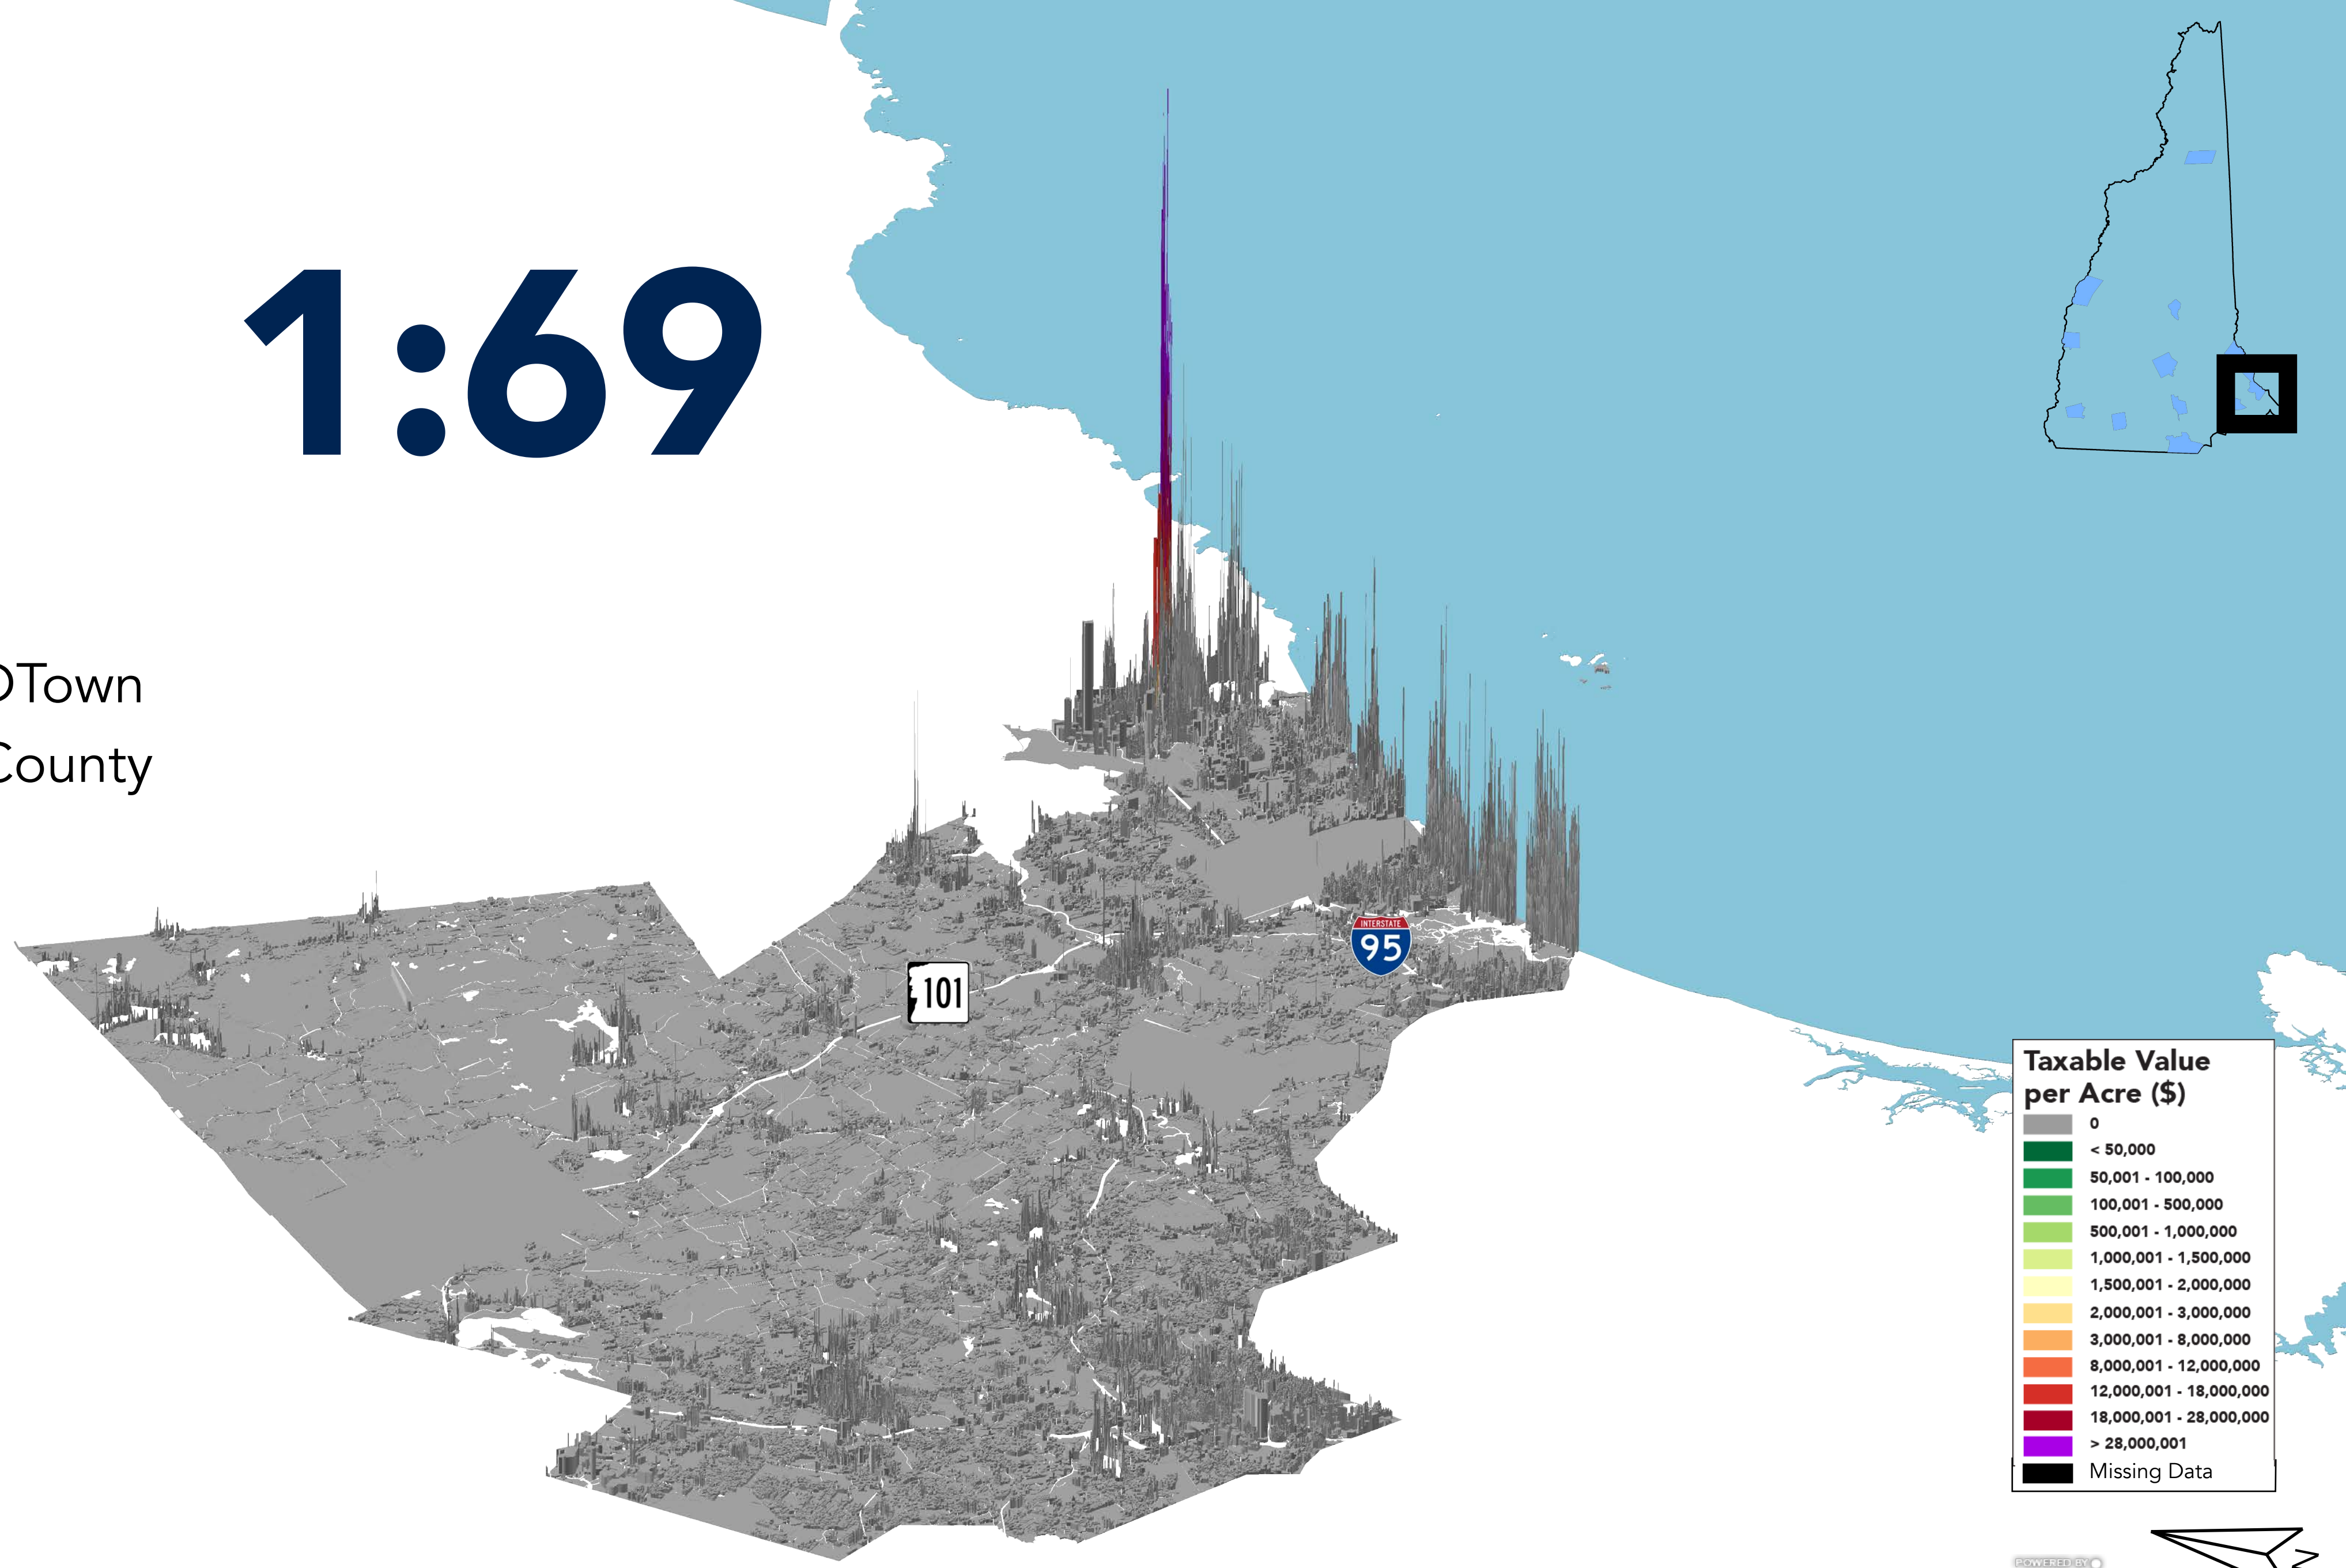 1:69
Town
County
INTERSTATE
95
101
Taxable Value
per Acre ($)
0
< 50,000
50,001 - 100,000
100,001 - 500,000
500,001 - 1,000,000
1,000,001 - 1,500,000
1,500,001 - 2,000,000
2,000,001 - 3,000,000
3,000,001 - 8,000,000
8,000,001 - 12,000,000
12,000,001 - 18,000,000
18,000,001 - 28,000,000
> 28,000,001
Missing Data
POWERED BY